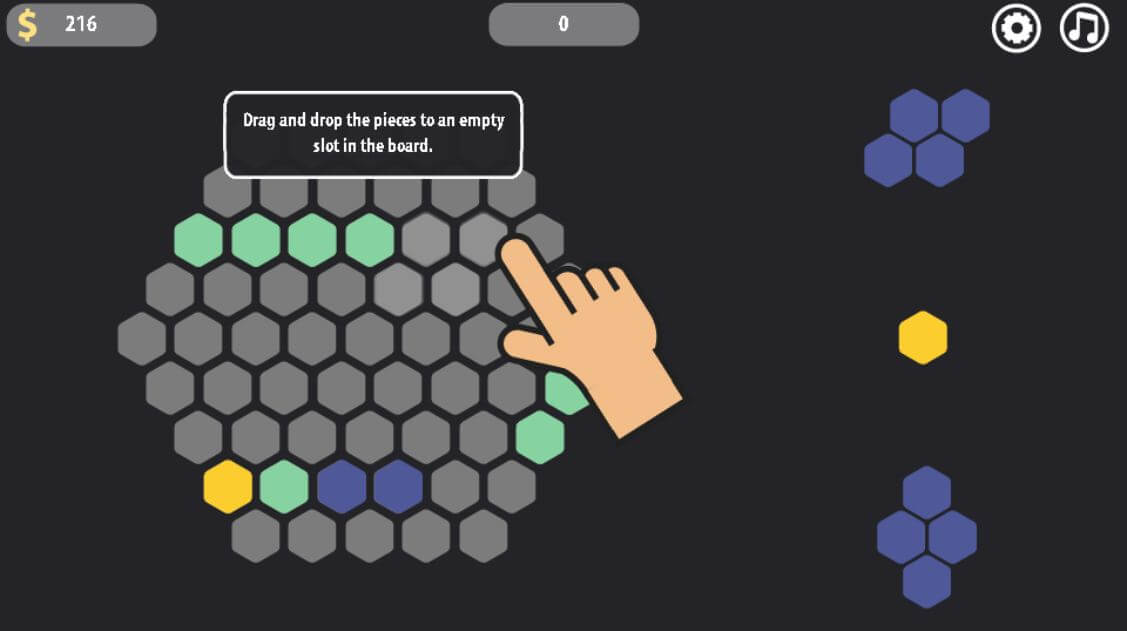 $ 216
0
Drag and drop the pieces to an empty
slot in the board.